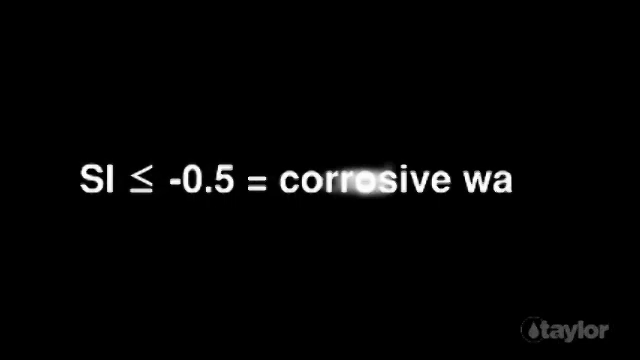 SI ≤ -0.5 = corrosive wa
taylor